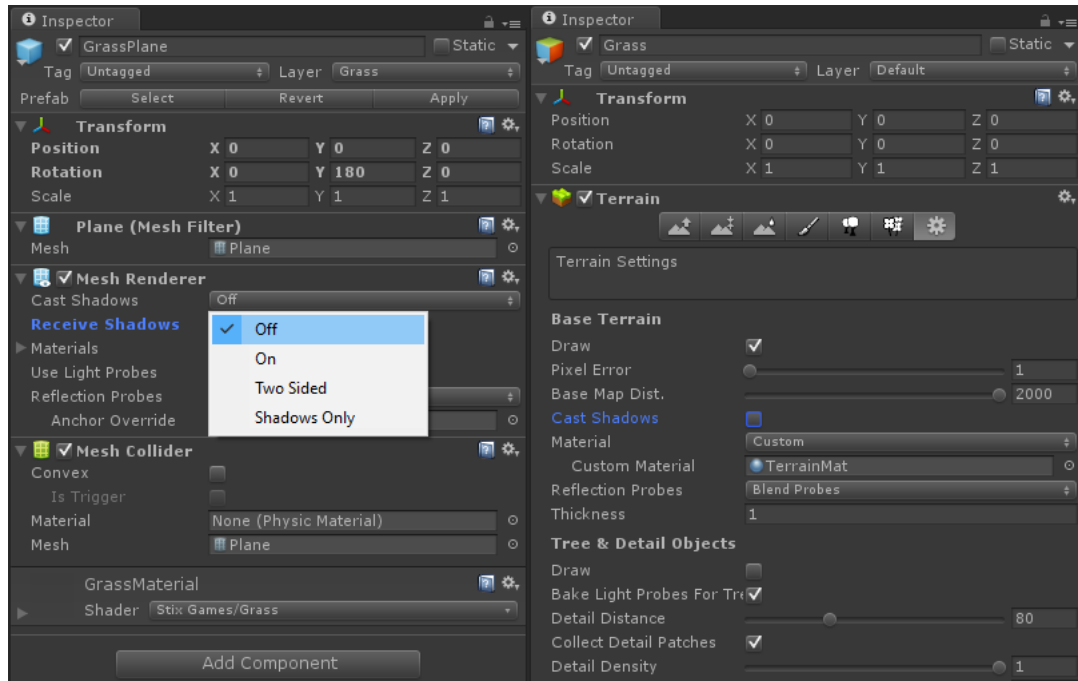 Inspector
GrassPlane Static
Tag Untagged Layer Grass
Prefab Select Revert Apply
Transform
Position X 0 Y 0 Z 0
Rotation X 0 Y 180 Z 0
Scale X 1 Y 1 Z 1
Plane (Mesh Filter)
Mesh Plane
Mesh Renderer
Cast Shadows Off
Receive Shadows
Off
Materials
On
Use Light Probes
Two Sided
Reflection Probes
Shadows Only
Anchor Override
Mesh Collider
Convex
Is Trigger
Material None (Physic Material)
Mesh Plane
GrassMaterial
Shader Stix Games/Grass
Add Component
Inspector
Grass Static
Tag Untagged Layer Default
Transform
Position X 0 Y 0 Z 0
Rotation X 0 Y 0 Z 0
Scale X 1 Y 1 Z 1
Terrain
Terrain Settings
Base Terrain
Draw
Pixel Error 1
Base Map Dist. 2000
Cast Shadows
Material Custom
Custom Material TerrainMat
Reflection Probes Blend Probes
Thickness 1
Tree & Detail Objects
Draw
Bake Light Probes For Tre
Detail Distance 80
Collect Detail Patches
Detail Density 1